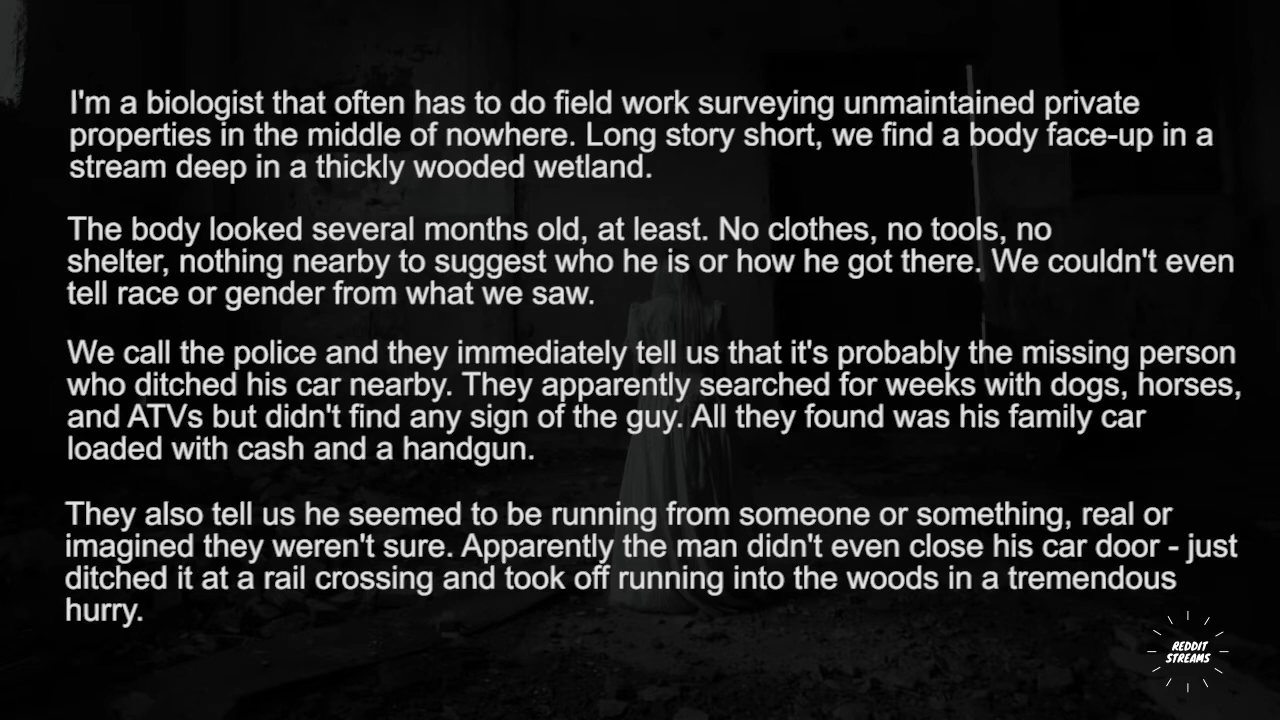 I'm a biologist that often has to do field work surveying unmaintained private
properties in the middle of nowhere. Long story short, we find a body face-up in a
stream deep in a thickly wooded wetland.
The body looked several months old, at least. No clothes, no tools, no
shelter, nothing nearby to suggest who he is or how he got there. We couldn't even
tell race or gender from what we saw.
We call the police and they immediately tell us that it's probably the missing person
who ditched his car nearby. They apparently searched for weeks with dogs, horses,
and ATVs but didn't find any sign of the guy. All they found was his family car
loaded with cash and a handgun.
They also tell us he seemed to be running from someone or something, real or
imagined they weren't sure. Apparently the man didn't even close his car door - just
ditched it at a rail crossing and took off running into the woods in a tremendous
hurry.
REDDIT
STREAMS